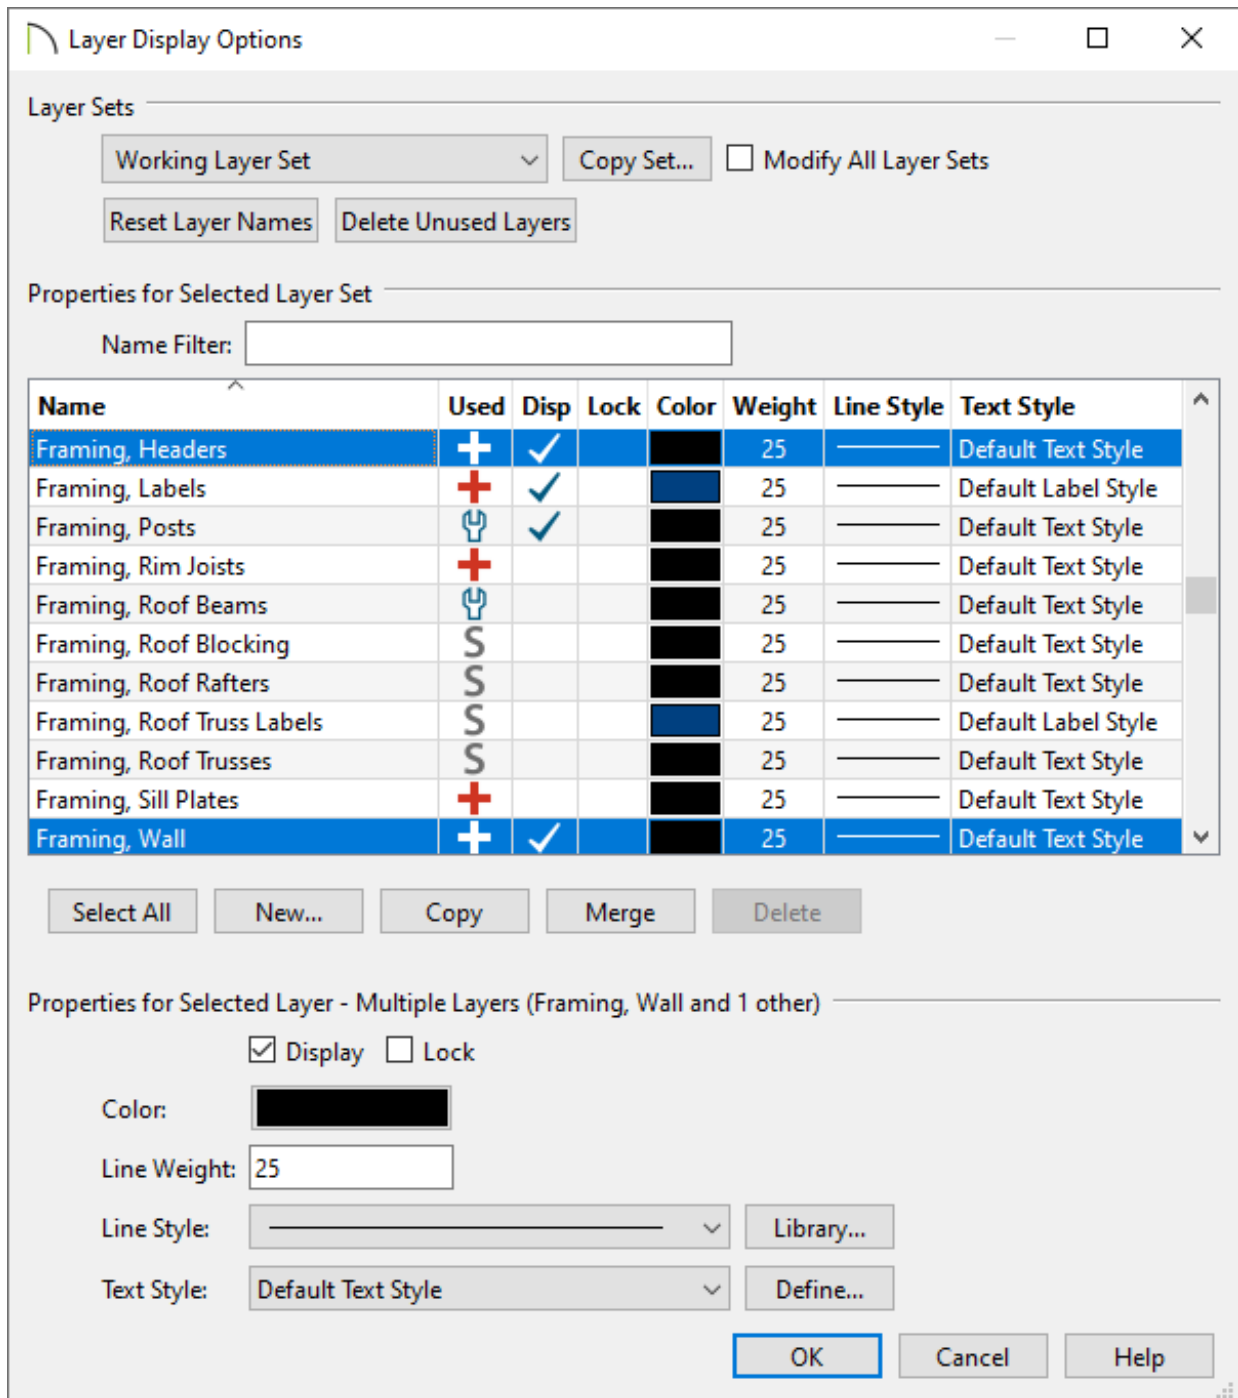 Layer Display Options
Layer Sets
Working Layer Set Copy Set... Modify All Layer Sets
Reset Layer Names Delete Unused Layers
Properties for Selected Layer Set
Name Filter:
Name Used Disp Lock Color Weight Line Style Text Style
Framing, Headers 25 Default Text Style
Framing, Labels 25 Default Label Style
Framing, Posts 25 Default Text Style
Framing, Rim Joists 25 Default Text Style
Framing, Roof Beams 25 Default Text Style
Framing, Roof Blocking S 25 Default Text Style
Framing, Roof Rafters S 25 Default Text Style
Framing, Roof Truss Labels S 25 Default Label Style
Framing, Roof Trusses S 25 Default Text Style
Framing, Sill Plates 25 Default Text Style
Framing, Wall 25 Default Text Style
Select All New... Copy Merge Delete
Properties for Selected Layer - Multiple Layers (Framing, Wall and 1 other)
Display Lock
Color:
Line Weight: 25
Line Style: Library...
Text Style: Default Text Style Define...
OK Cancel Help